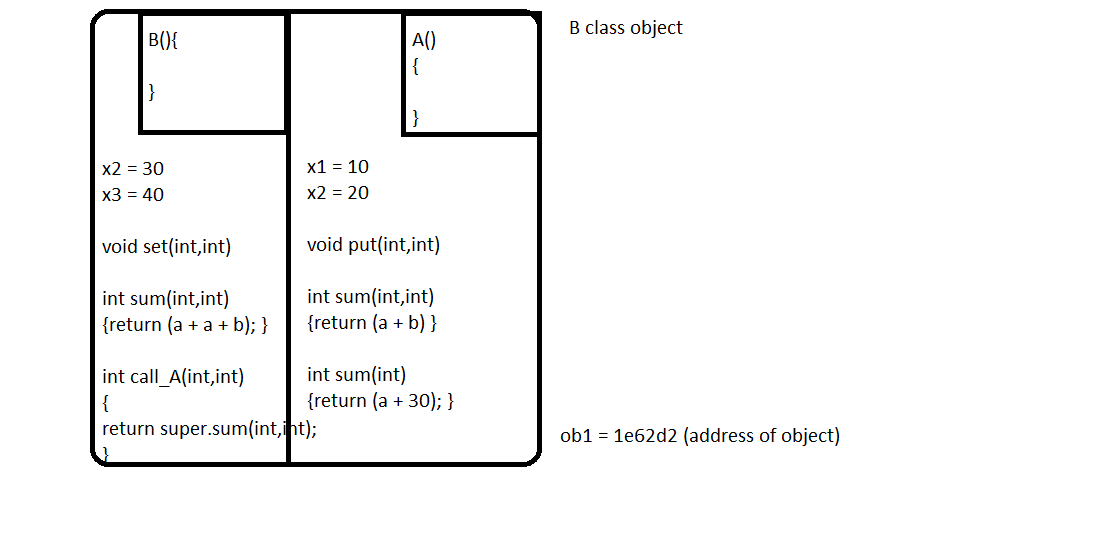 B(){
}
x2 = 30
x3 = 40
void set(int,int)
int sum(int,int)
{return (a + a + b); }
int call_A(int,int)
{
return super.sum(int,int);
}
A()
{
}
x1 = 10
x2 = 20
void put(int,int)
int sum(int,int)
{return (a + b) }
int sum(int)
{return (a + 30); }
B class object
ob1 = 1e62d2 (address of object)